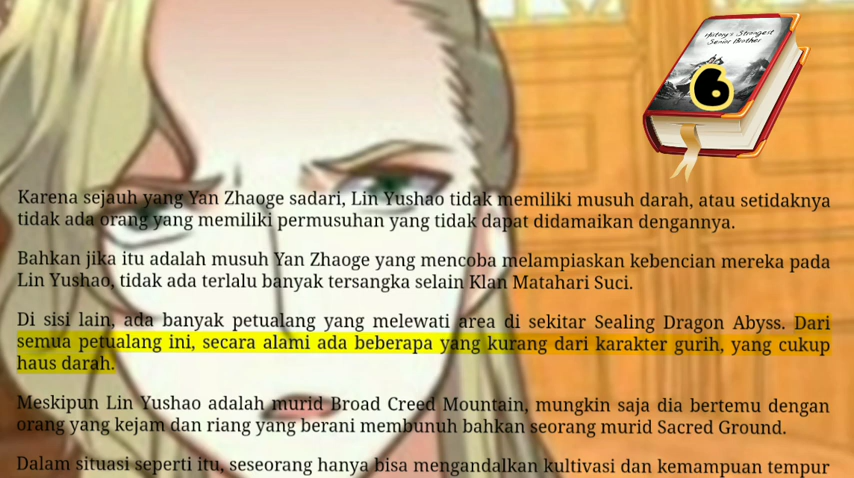 History's Strongest
Senior Brother
6
Karena sejauh yang Yan Zhaoge sadari, Lin Yushao tidak memiliki musuh darah, atau setidaknya
tidak ada orang yang memiliki permusuhan yang tidak dapat didamaikan dengannya.
Bahkan jika itu adalah musuh Yan Zhaoge yang mencoba melampiaskan kebencian mereka pada
Lin Yushao, tidak ada terlalu banyak tersangka selain Klan Matahari Suci.
Di sisi lain, ada banyak petualang yang melewati area di sekitar Sealing Dragon Abyss. Dari
semua petualang ini, secara alami ada beberapa yang kurang dari karakter gurih, yang cukup
haus darah.
Meskipun Lin Yushao adalah murid Broad Creed Mountain, mungkin saja dia bertemu dengan
orang yang kejam dan riang yang berani membunuh bahkan seorang murid Sacred Ground.
Dalam situasi seperti itu, seseorang hanya bisa mengandalkan kultivasi dan kemampuan tempur